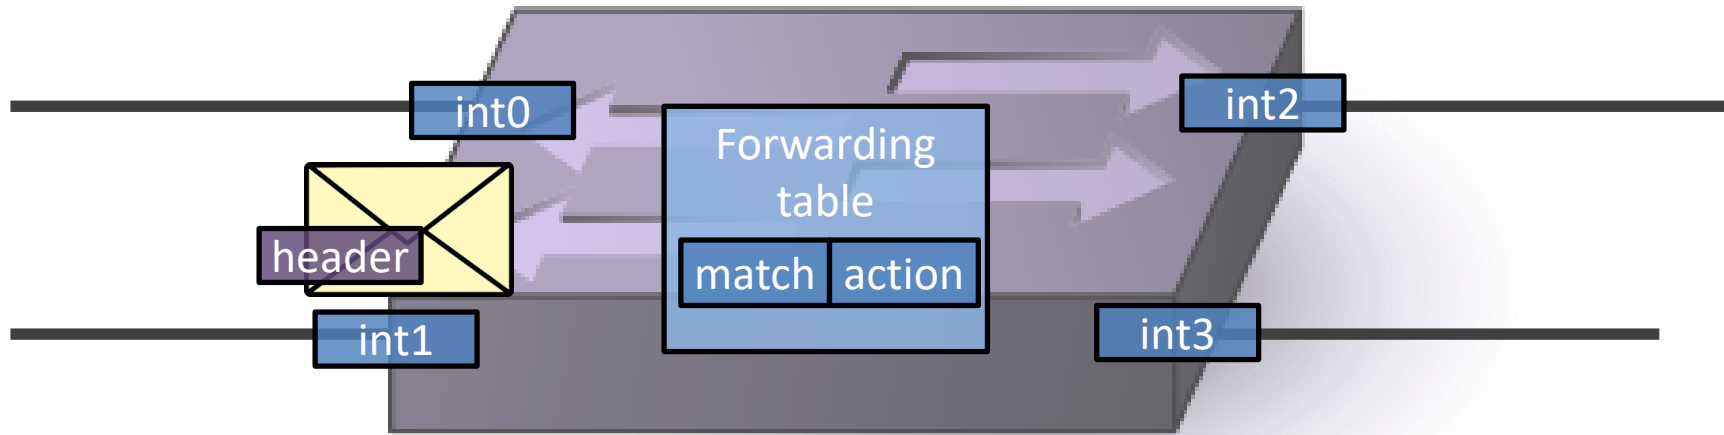 int0
int2
Forwarding
table
header
match action
int1
int3